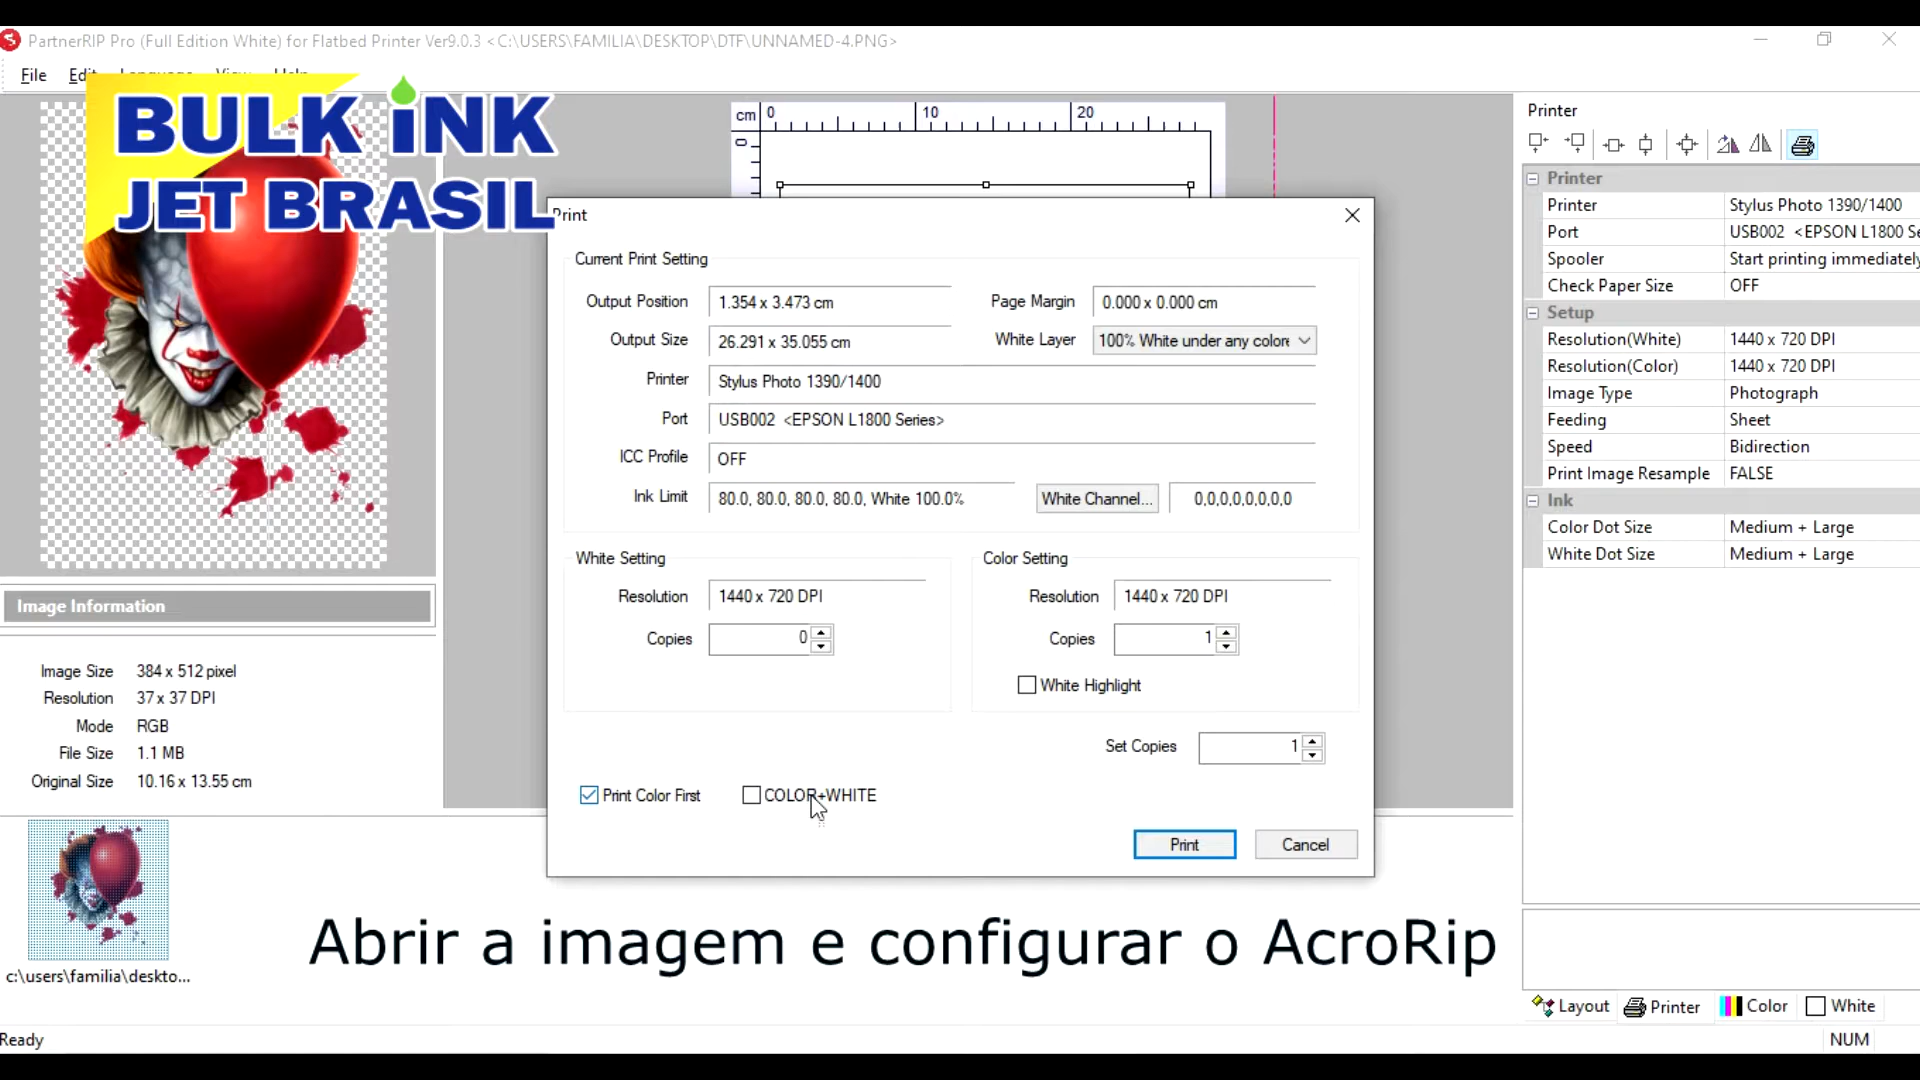 PartnerRIP Pro (Full Edition White) for Flatbed Printer Ver9.0.3 < C:\USERS\FAMILIA\DESKTOP\DTF\UNNAMED-4.PNG>
File Edit Language View Help
BULK iNK
JET BRASIL
cm 0 10 20
0
Print
Current Print Setting
Output Position 1.354 x 3.473 cm Page Margin 0.000 x 0.000 cm
Output Size 26.291 x 35.055 cm White Layer 100% White under any colore
Printer Stylus Photo 1390/1400
Port USB002 <EPSON L1800 Series>
ICC Profile OFF
Ink Limit 80.0, 80.0, 80.0, 80.0, White 100.0% White Channel... 0,0,0,0,0,0,0,0
White Setting
Resolution 1440 x 720 DPI
Copies 0
Color Setting
Resolution 1440 x 720 DPI
Copies 1
White Highlight
Set Copies 1
Print Color First COLOR+WHITE
Print Cancel
Printer
Printer
Printer Stylus Photo 1390/1400
Port USB002 <EPSON L1800 Se
Spooler Start printing immediately
Check Paper Size OFF
Setup
Resolution(White) 1440 x 720 DPI
Resolution(Color) 1440 x 720 DPI
Image Type Photograph
Feeding Sheet
Speed Bidirection
Print Image Resample FALSE
Ink
Color Dot Size Medium + Large
White Dot Size Medium + Large
Image Information
Image Size 384 x 512 pixel
Resolution 37 x 37 DPI
Mode RGB
File Size 1.1 MB
Original Size 10.16 x 13.55 cm
c:\users\familia\deskto...
Abrir a imagem e configurar o AcroRip
Layout Printer Color White
Ready NUM